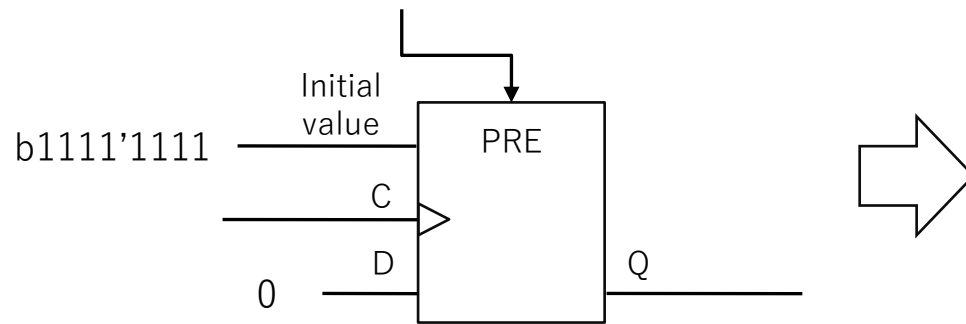 Initial
value
PRE
b1111’1111
C
D
Q
0